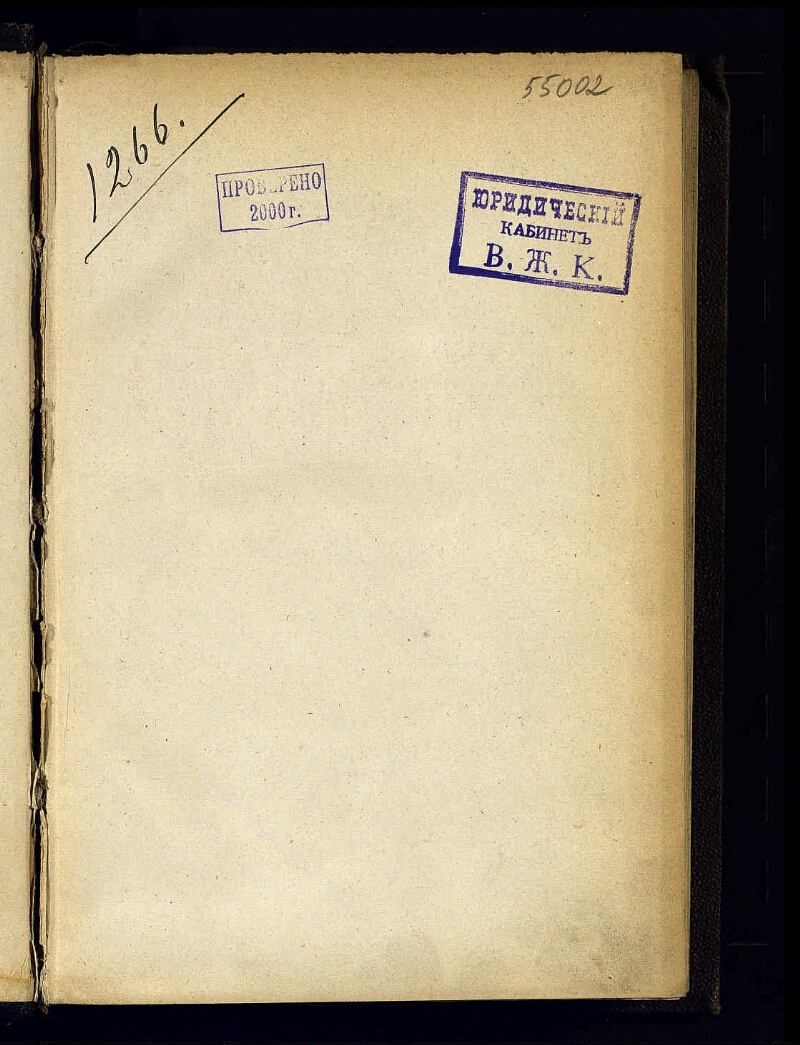 55002
1266.
ПРОВЕРЕНО
2000 г.
ЮРИДИЧЕСКІЙ
КАБИНЕТЪ
В. Ж. К.